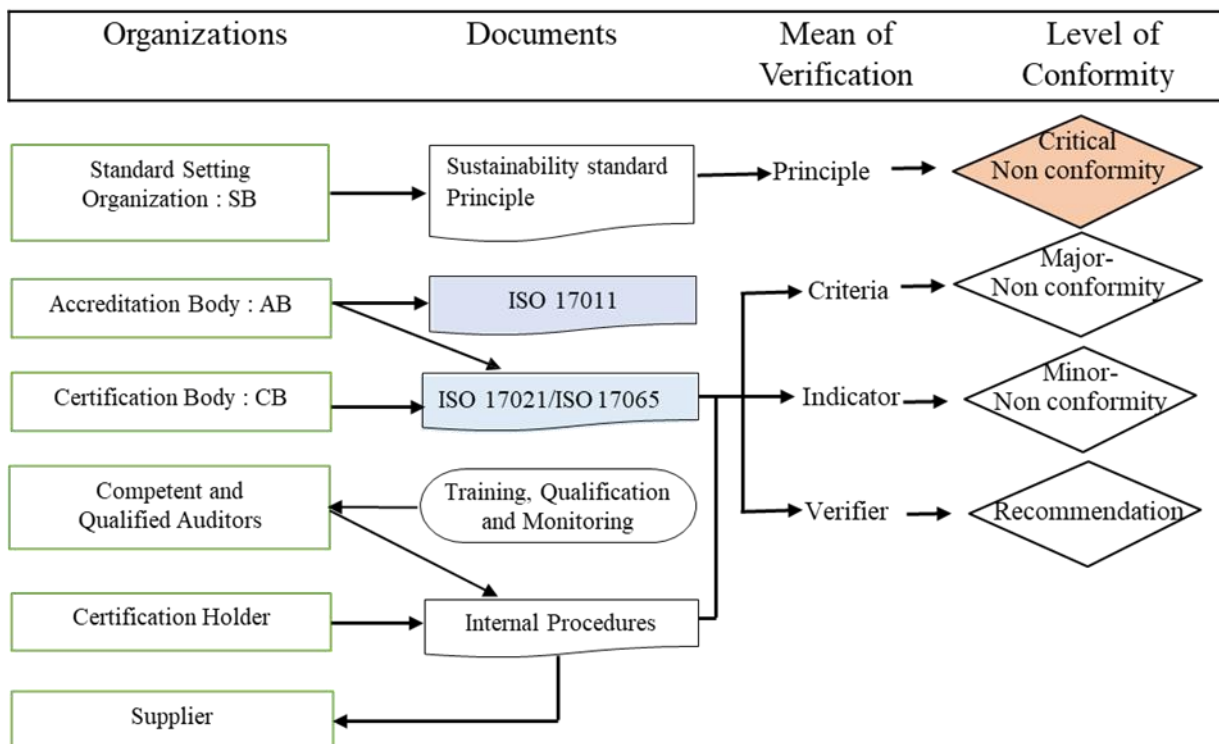 Organizations
Documents
Mean of
Verification
Level of
Conformity
Standard Setting
Organization : SB
Sustainability standard
Principle
Principle
Critical
Non conformity
Accreditation Body : AB
ISO 17011
Criteria
Major-
Non conformity
Certification Body : CB
ISO 17021/ISO 17065
Indicator
Minor-
Non conformity
Competent and
Qualified Auditors
Training, Qualification
and Monitoring
Verifier
Recommendation
Certification Holder
Internal Procedures
Supplier